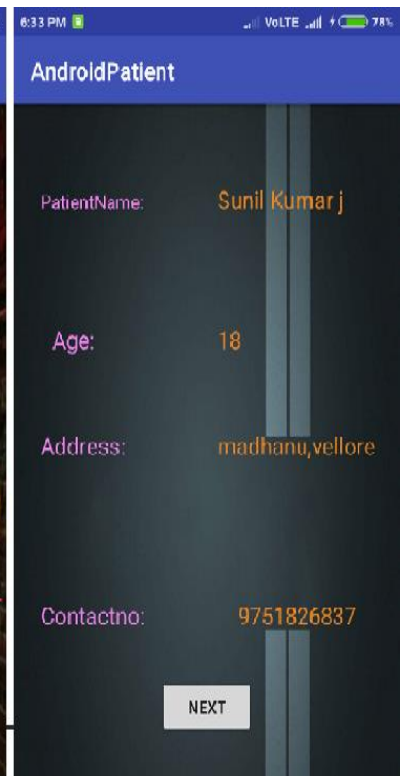 6:33 PM VoLTE 78%
AndroidPatient
PatientName: Sunil Kumar j
Age: 18
Address: madhanu,vellore
Contactno: 9751826837
NEXT